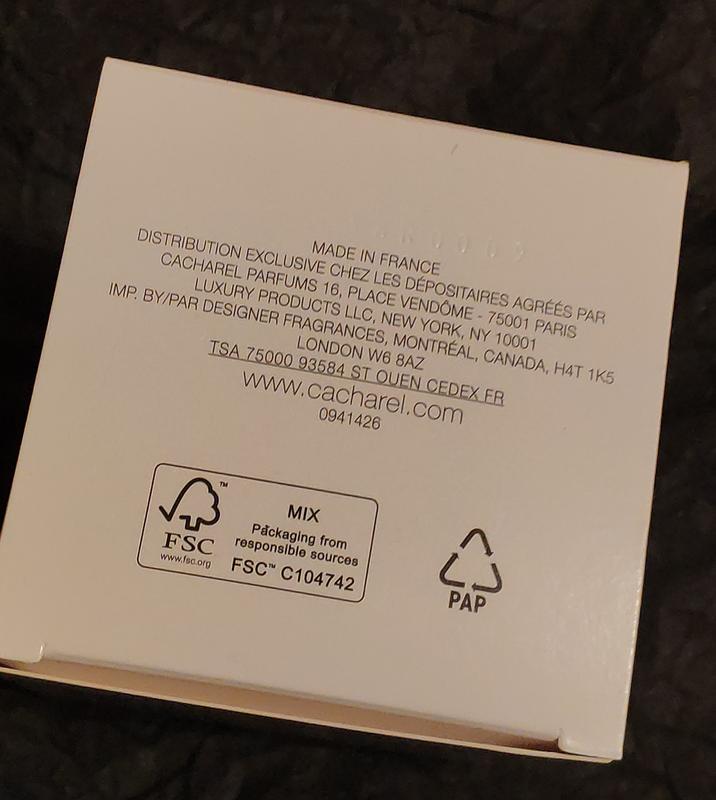 MADE IN FRANCE
DISTRIBUTION EXCLUSIVE CHEZ LES DÉPOSITAIRES AGRÉÉS PAR
CACHAREL PARFUMS 16, PLACE VENDÔME - 75001 PARIS
LUXURY PRODUCTS LLC, NEW YORK, NY 10001
IMP. BY/PAR DESIGNER FRAGRANCES, MONTRÉAL, CANADA, H4T 1K5
LONDON W6 8AZ
TSA 75000 93584 ST OUEN CEDEX FR
www.cacharel.com
0941426
FSC
www.fsc.org
MIX
Packaging from
responsible sources
FSC™ C104742
PAP